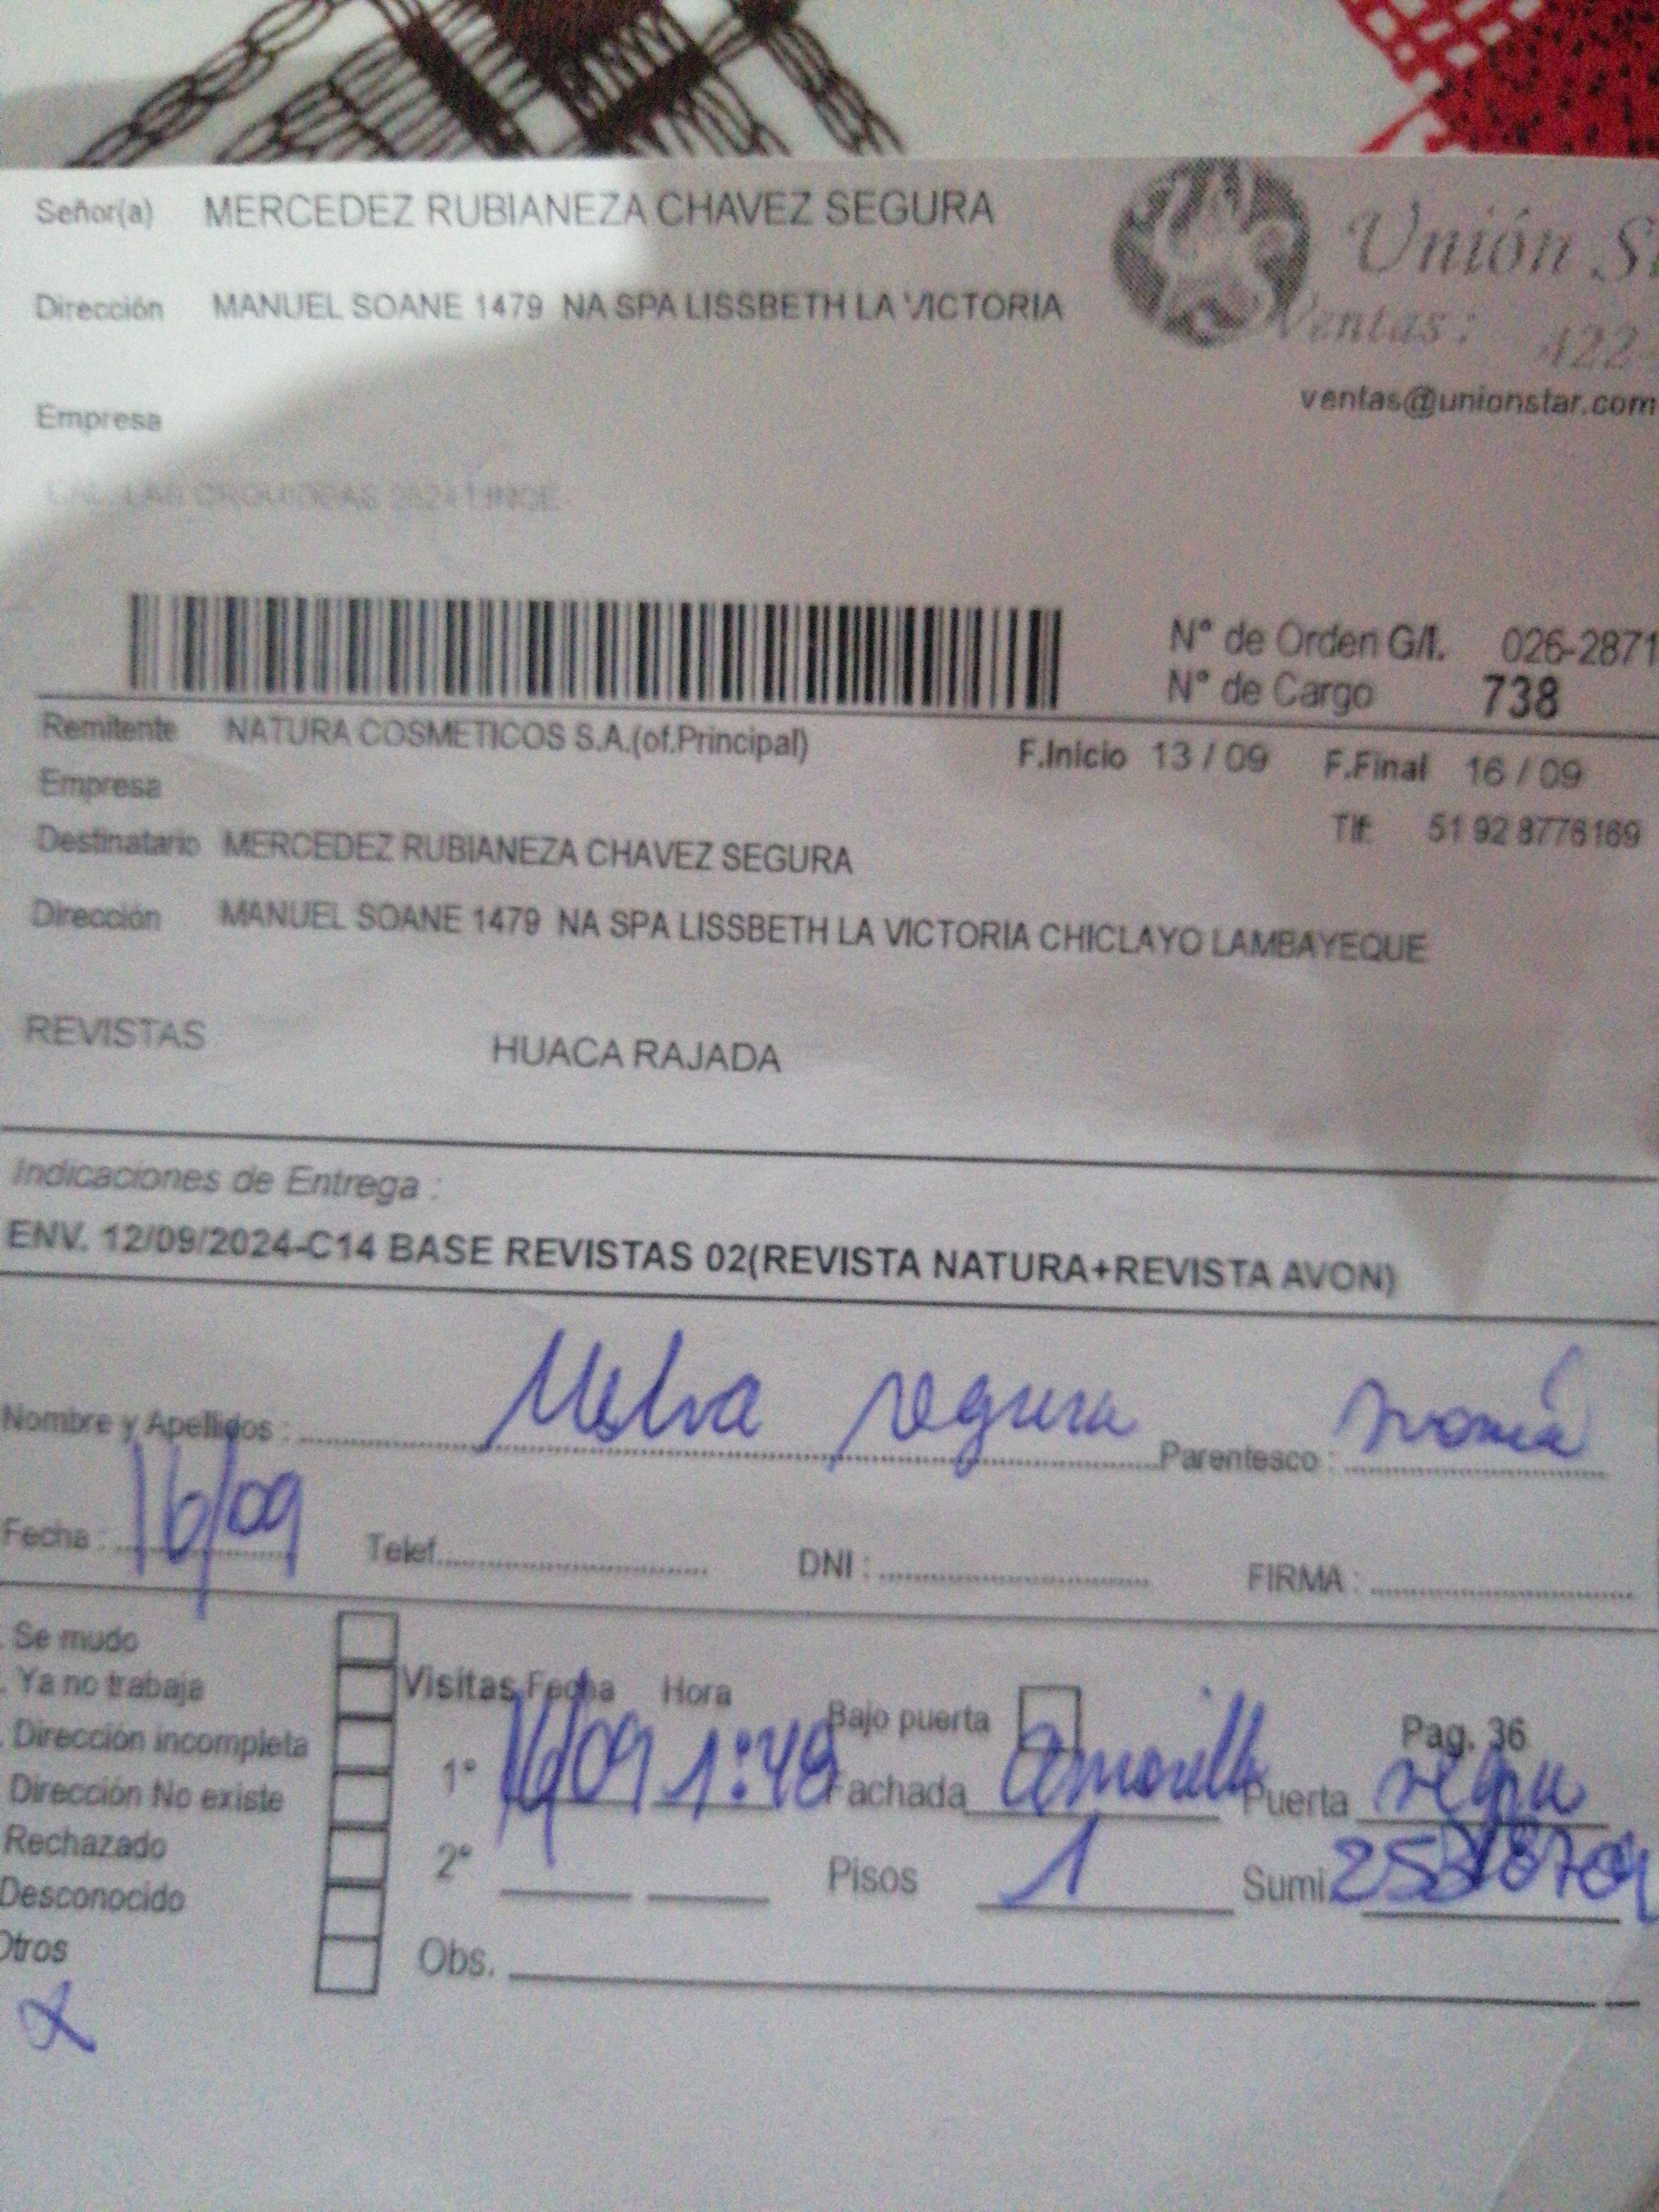 Señor(a) MERCEDEZ RUBIANEZA CHAVEZ SEGURA
Unión
Dirección MANUEL SOANE 1479 NA SPA LISSBETH LA VICTORIA
Ventas: 422
ventas@unionstar.com
Empresa
CAL. LAS ORQUIDEAS LINCE
N° de Orden G/I. 026-2871
N° de Cargo 738
Remitente NATURA COSMETICOS S.A.(of.Principal) F.Inicio 13 / 09 F.Final 16 / 09
Empresa
Tlf: 51 92 8776169
Destinatario MERCEDEZ RUBIANEZA CHAVEZ SEGURA
Dirección MANUEL SOANE 1479 NA SPA LISSBETH LA VICTORIA CHICLAYO LAMBAYEQUE
REVISTAS HUACA RAJADA
Indicaciones de Entrega :
ENV. 12/09/2024-C14 BASE REVISTAS 02(REVISTA NATURA+REVISTA AVON)
Nombre y Apellidos : segura Parentesco :
Fecha : 16/09 Telef. DNI : FIRMA :
Se mudo
Ya no trabaja
Dirección incompleta
Dirección No existe
Rechazado
Desconocido
Otros
Visitas Fecha Hora Bajo puerta Pag. 36
1° 16/09 1:48 Fachada Amarilla Puerta negra
2° Pisos 1 Sumi
Obs.